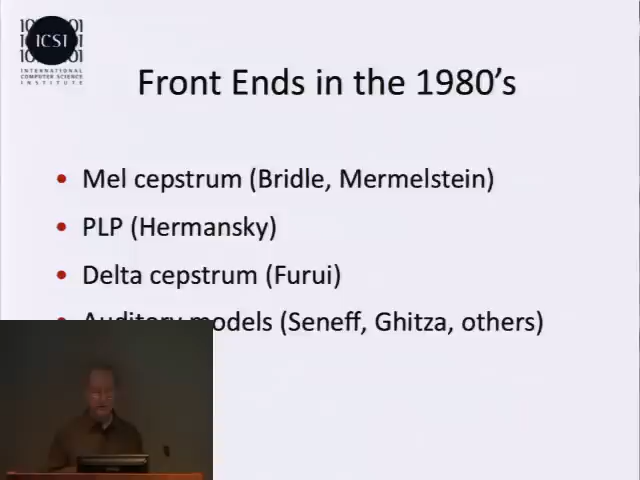 ICSI
INTERNATIONAL
COMPUTER SCIENCE
INSTITUTE
Front Ends in the 1980's
• Mel cepstrum (Bridle, Mermelstein)
• PLP (Hermansky)
• Delta cepstrum (Furui)
• Auditory models (Seneff, Ghitza, others)